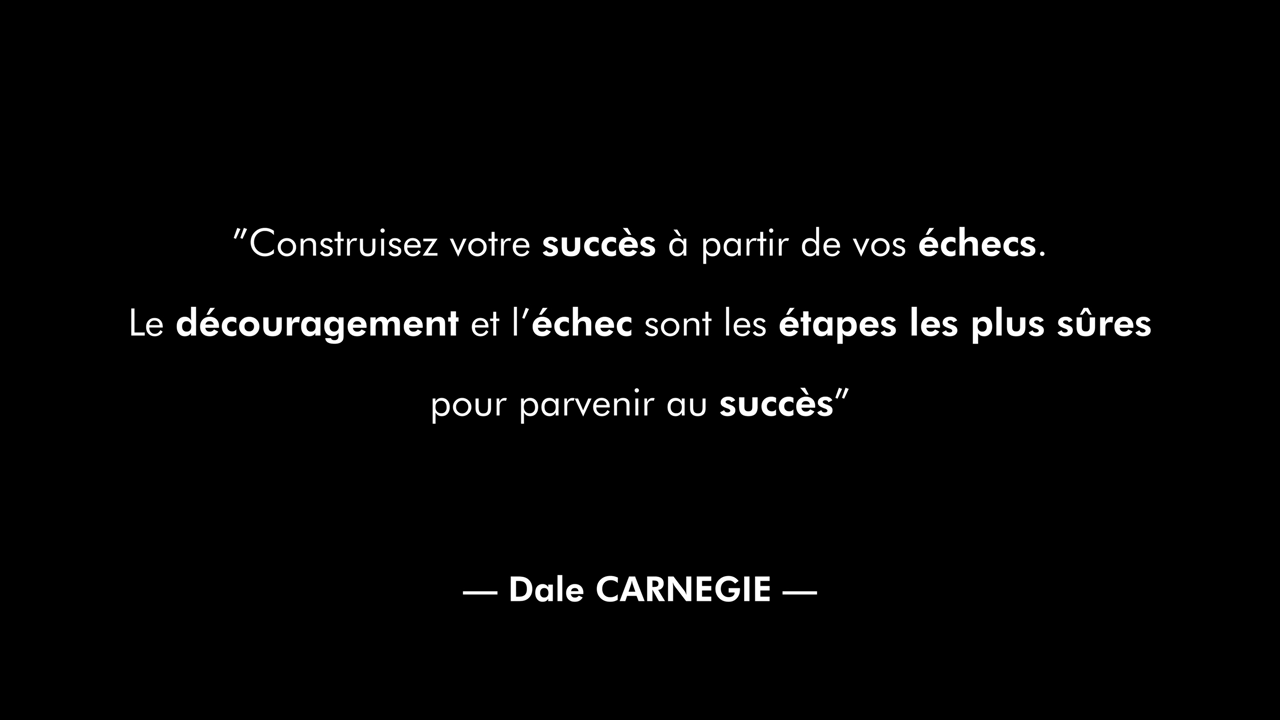 ”Construisez votre succès à partir de vos échecs.
Le découragement et l’échec sont les étapes les plus sûres
pour parvenir au succès”
— Dale CARNEGIE —